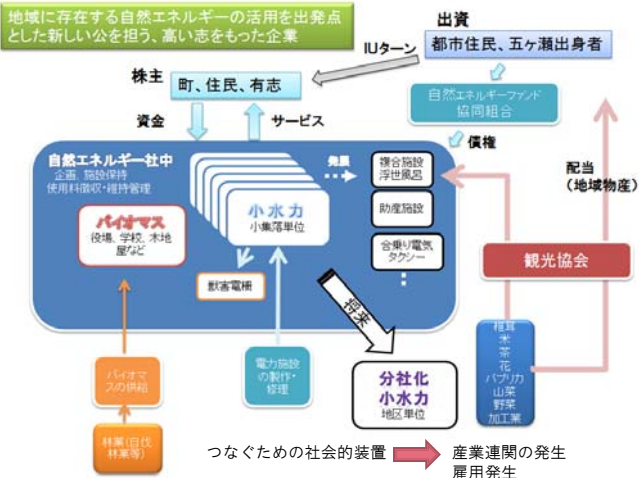 地域に存在する自然エネルギーの活用を出発点
とした新しい公を担う、高い志をもった企業
出資
都市住民、五ヶ瀬出身者
IUターン
株主
町、住民、有志
自然エネルギーファンド
協同組合
資金
サービス
債権
配当
（地域物産）
自然エネルギー社中
企画、施設保持
使用料徴収・維持管理
バイオマス
役場、学校、木地
屋など
小水力
小集落単位
発展
複合施設
浮世風呂
助産施設
合乗り電気
タクシー
獣害電柵
将来
観光協会
バイオマ
スの供給
電力施設
の製作・
修理
分社化
小水力
地区単位
椎茸
米
茶
花
パプリカ
山菜
野菜
加工業
林業(自伐
林業等)
つなぐための社会的装置
産業連関の発生
雇用発生